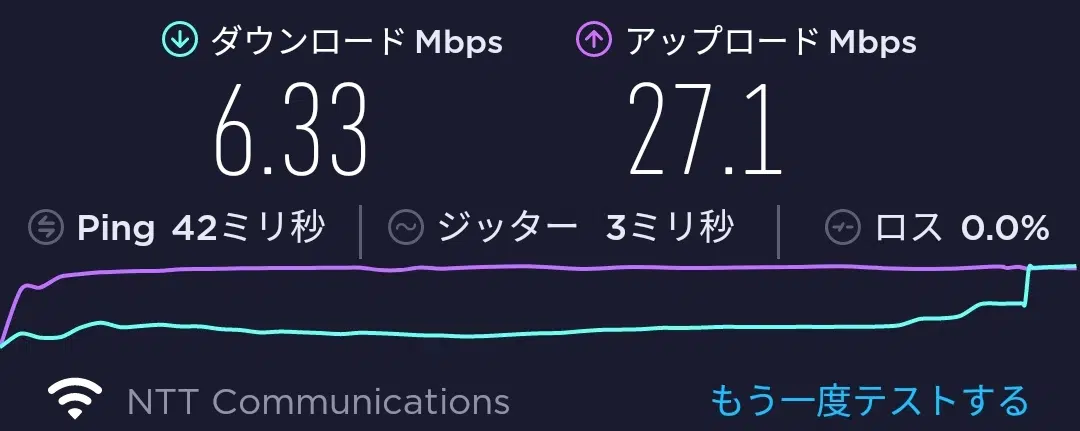 ダウンロード Mbps アップロード Mbps
6.33 27.1
Ping 42ミリ秒 ジッター 3ミリ秒 ロス 0.0%
NTT Communications もう一度テストする